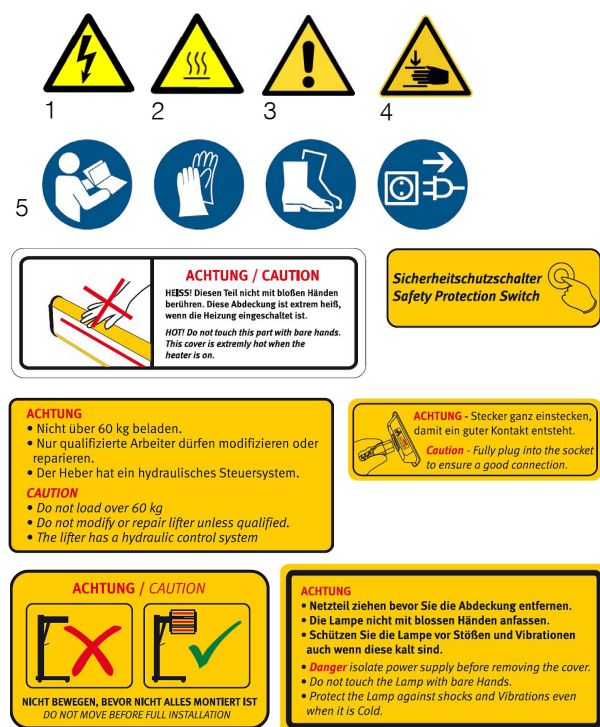 1 2 3 4
5
ACHTUNG / CAUTION
HEISS! Diesen Teil nicht mit bloßen Händen
berühren. Diese Abdeckung ist extrem heiß,
wenn die Heizung eingeschaltet ist.
HOT! Do not touch this part with bare hands.
This cover is extremly hot when the
heater is on.
Sicherheitschutzschalter
Safety Protection Switch
ACHTUNG
• Nicht über 60 kg beladen.
• Nur qualifizierte Arbeiter dürfen modifizieren oder
reparieren.
• Der Heber hat ein hydraulisches Steuersystem.
CAUTION
• Do not load over 60 kg
• Do not modify or repair lifter unless qualified.
• The lifter has a hydraulic control system
ACHTUNG - Stecker ganz einstecken,
damit ein guter Kontakt entsteht.
Caution - Fully plug into the socket
to ensure a good connection.
ACHTUNG / CAUTION
NICHT BEWEGEN, BEVOR NICHT ALLES MONTIERT IST
DO NOT MOVE BEFORE FULL INSTALLATION
ACHTUNG
• Netzteil ziehen bevor Sie die Abdeckung entfernen.
• Die Lampe nicht mit blossen Händen anfassen.
• Schützen Sie die Lampe vor Stößen und Vibrationen
auch wenn diese kalt sind.
• Danger isolate power supply before removing the cover.
• Do not touch the Lamp with bare Hands.
• Protect the Lamp against shocks and Vibrations even
when it is Cold.